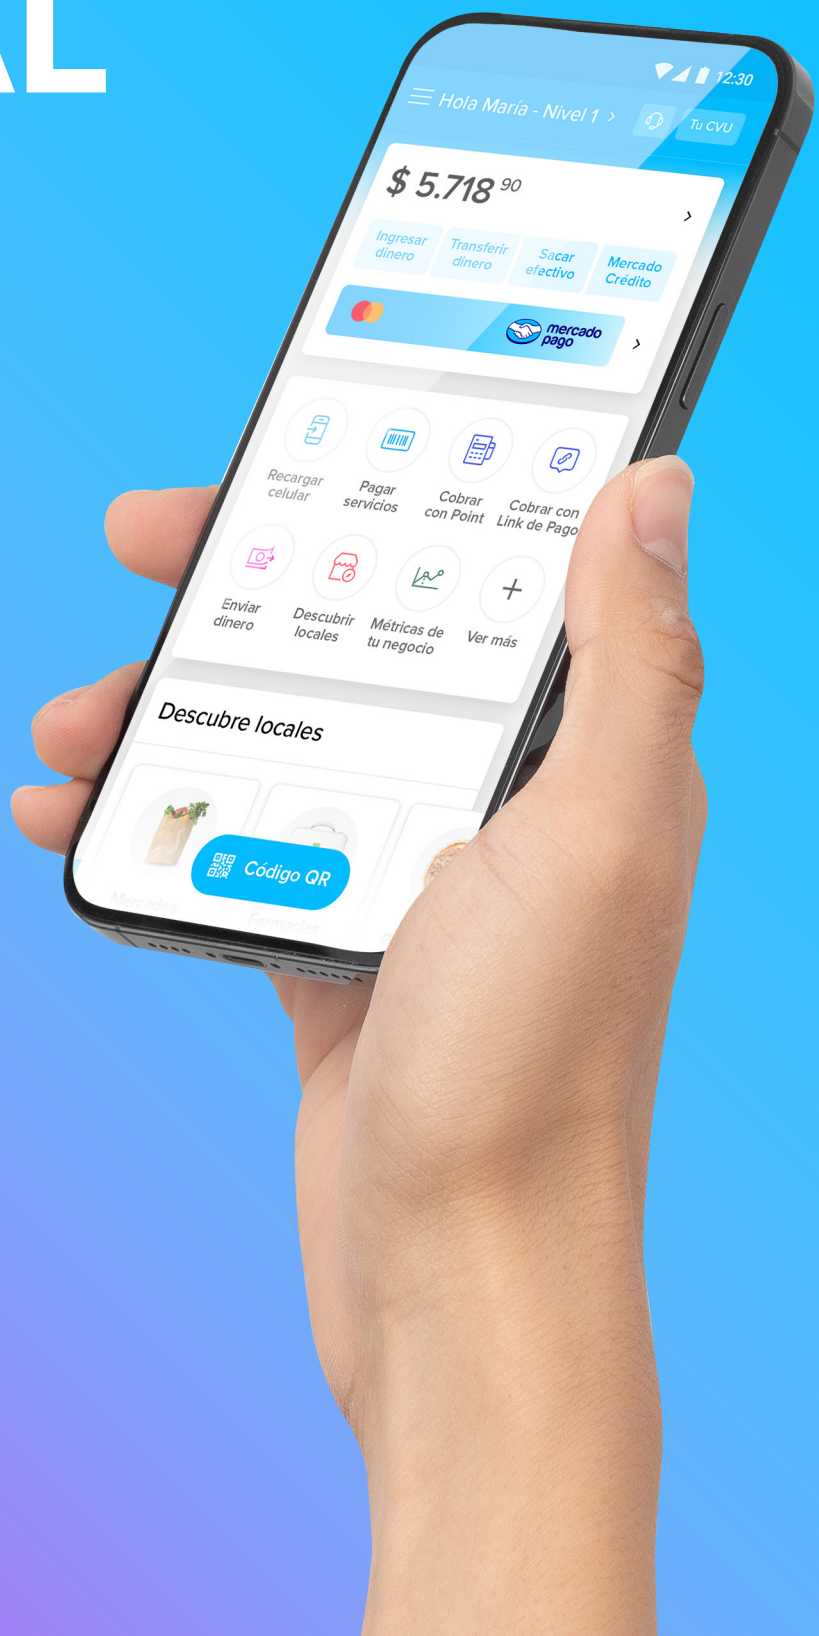 AL
12:30
Hola María - Nivel 1 >
Tu CVU
$ 5.718 90
>
Ingresar
dinero
Transferir
dinero
Sacar
efectivo
Mercado
Crédito
mercado
pago
>
Recargar
celular
Pagar
servicios
Cobrar
con Point
Cobrar con
Link de Pago
Enviar
dinero
Descubrir
locales
Métricas de
tu negocio
Ver más
Descubre locales
Código QR
Mercados
Farmacias